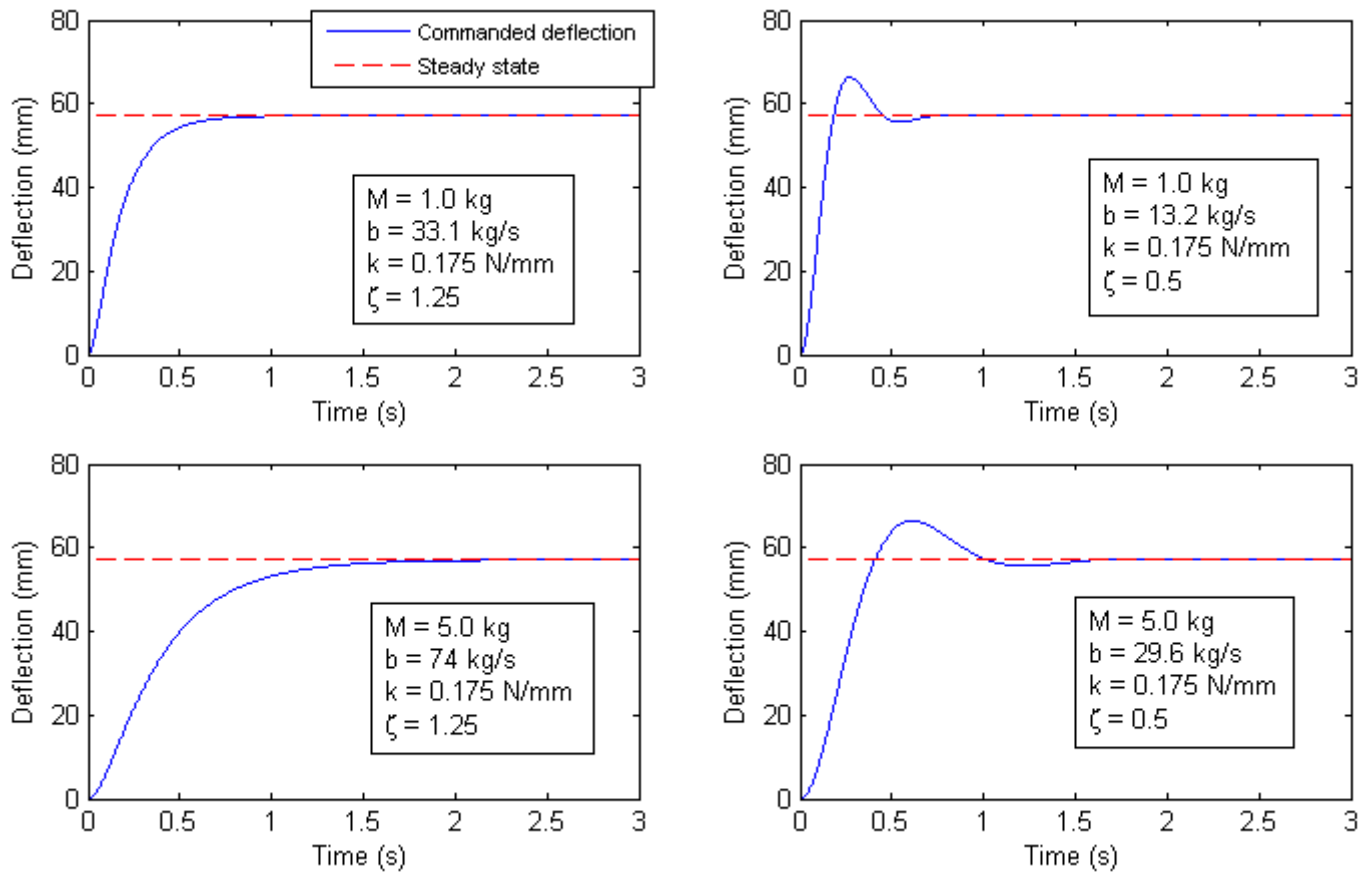 80
60
40
20
0
Deflection (mm)
Commanded deflection
Steady state
M = 1.0 kg
b = 33.1 kg/s
k = 0.175 N/mm
ζ = 1.25
0 0.5 1 1.5 2 2.5 3
Time (s)
80
60
40
20
0
Deflection (mm)
M = 1.0 kg
b = 13.2 kg/s
k = 0.175 N/mm
ζ = 0.5
0 0.5 1 1.5 2 2.5 3
Time (s)
80
60
40
20
0
Deflection (mm)
M = 5.0 kg
b = 74 kg/s
k = 0.175 N/mm
ζ = 1.25
0 0.5 1 1.5 2 2.5 3
Time (s)
80
60
40
20
0
Deflection (mm)
M = 5.0 kg
b = 29.6 kg/s
k = 0.175 N/mm
ζ = 0.5
0 0.5 1 1.5 2 2.5 3
Time (s)